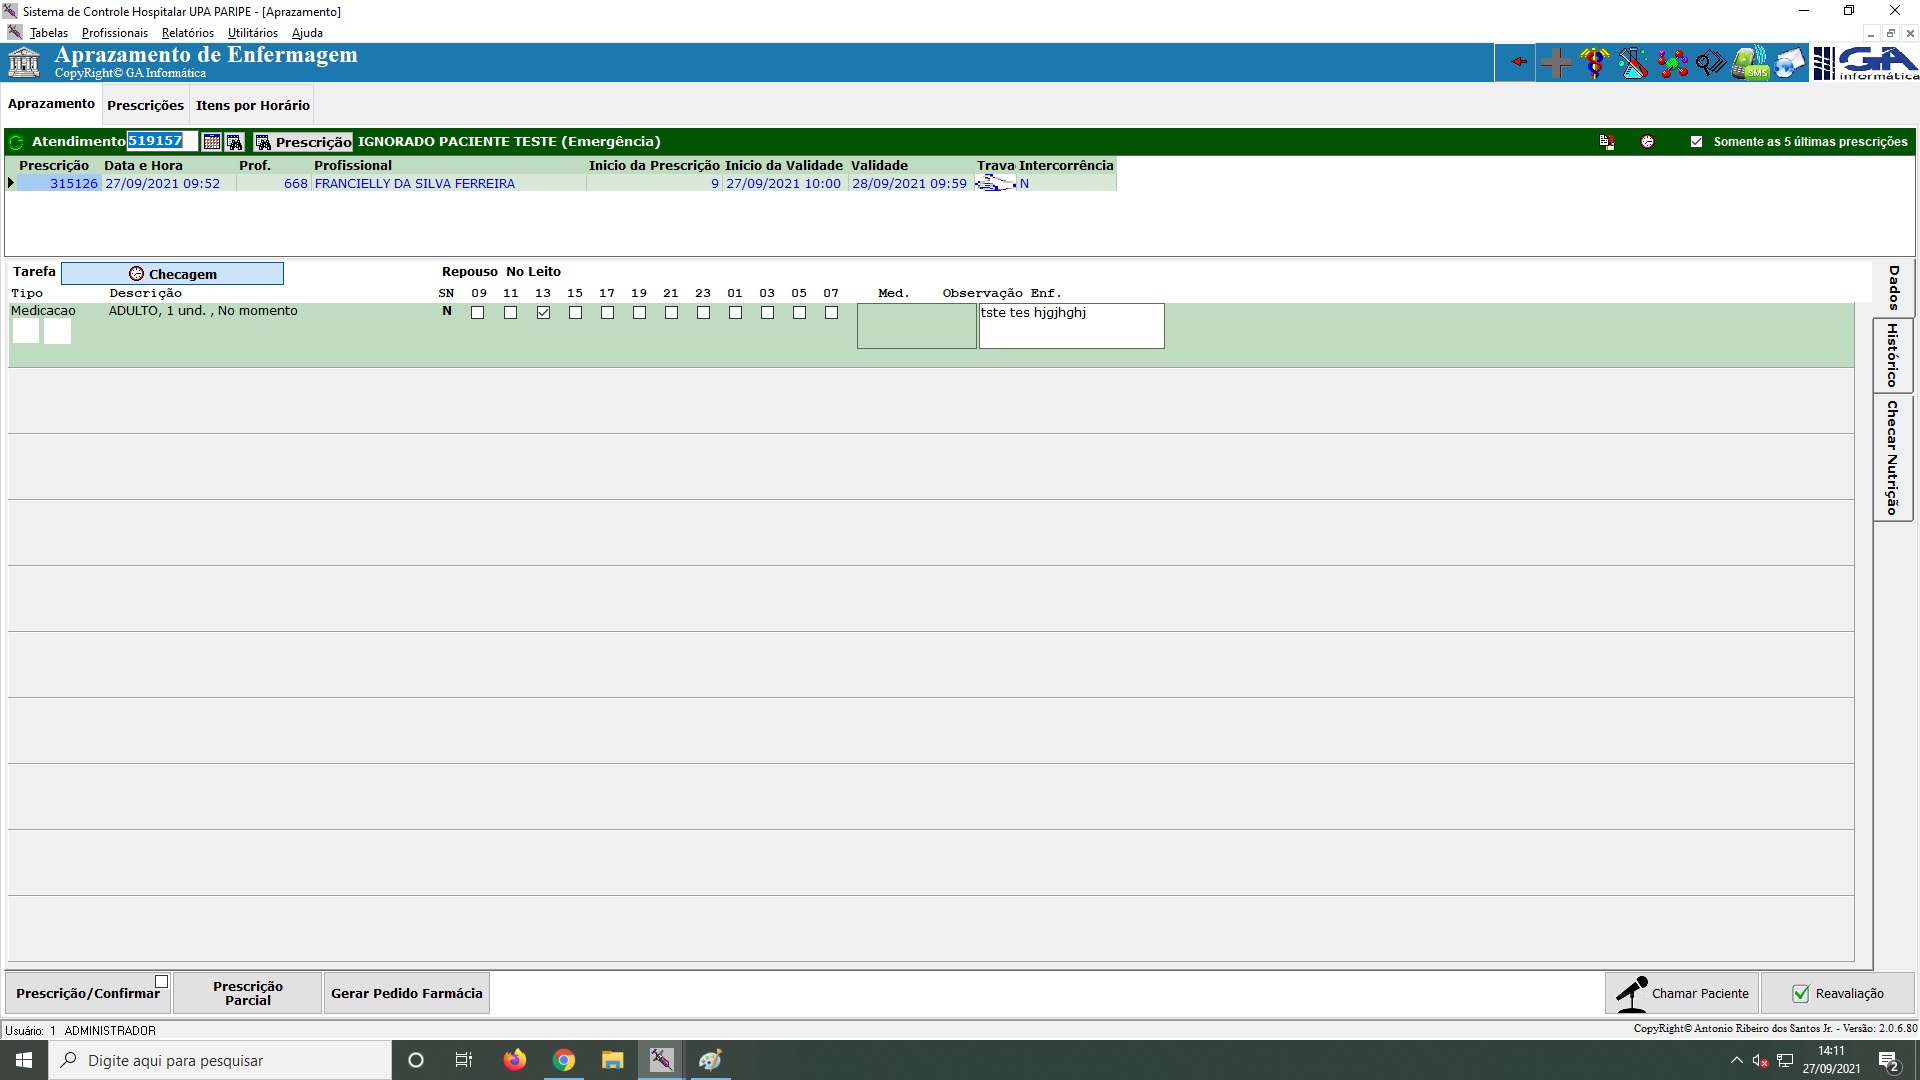 Sistema de Controle Hospitalar UPA PARIPE - [Aprazamento]
Tabelas Profissionais Relatórios Utilitários Ajuda
Aprazamento de Enfermagem
CopyRight© GA Informática
SMS
GA
informática
Aprazamento Prescrições Itens por Horário
Atendimento 519157 Prescrição IGNORADO PACIENTE TESTE (Emergência) Somente as 5 últimas prescrições
Prescrição Data e Hora Prof. Profissional Inicio da Prescrição Inicio da Validade Validade Trava Intercorrência
315126 27/09/2021 09:52 668 FRANCIELLY DA SILVA FERREIRA 9 27/09/2021 10:00 28/09/2021 09:59 N
Tarefa Checagem Repouso No Leito
Tipo Descrição SN 09 11 13 15 17 19 21 23 01 03 05 07 Med. Observação Enf.
Medicacao ADULTO, 1 und. , No momento N tste tes hjgjhghj
Dados
Histórico
Checar Nutrição
Prescrição/Confirmar Prescrição Parcial Gerar Pedido Farmácia Chamar Paciente Reavaliação
Usuário: 1 ADMINISTRADOR CopyRight© Antonio Ribeiro dos Santos Jr. - Versão: 2.0.6.80
Digite aqui para pesquisar
14:11
27/09/2021
2